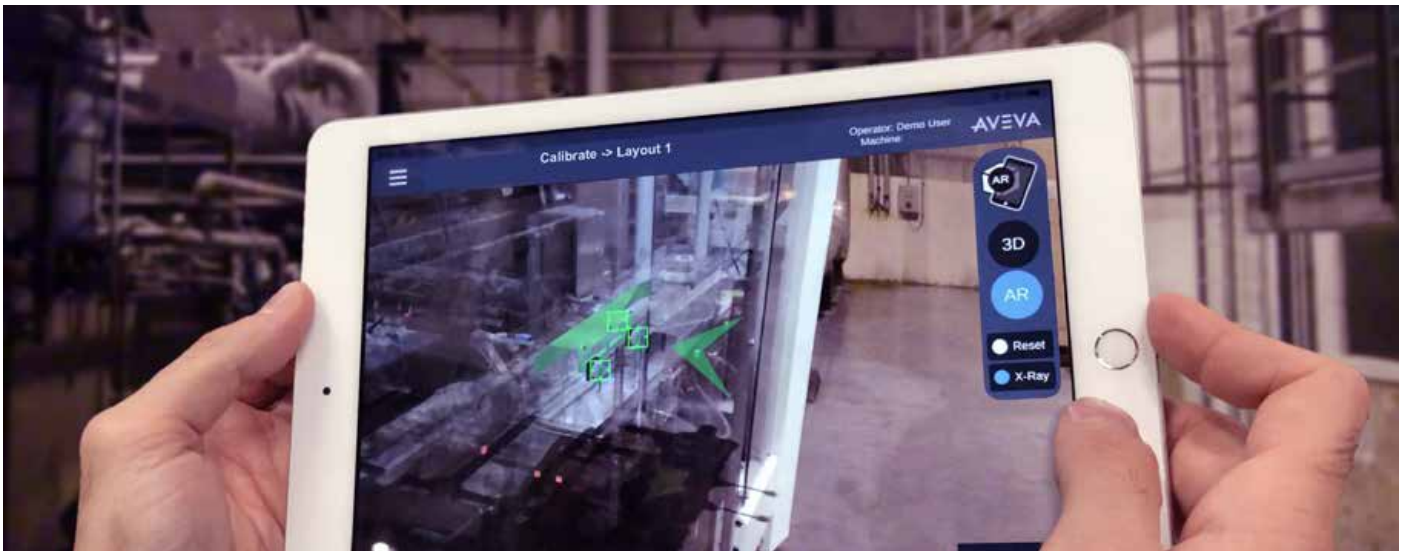 Calibrate -> Layout 1
Operator: Demo User
Machine:
AVEVA
AR
3D
AR
Reset
X-Ray